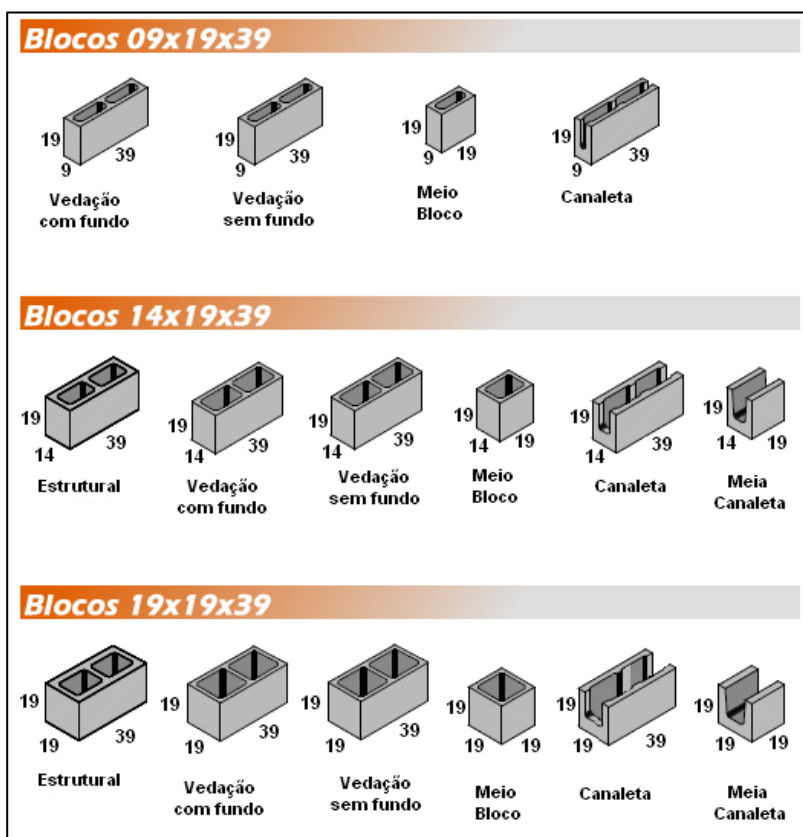 Blocos 09x19x39
19 9 39
19 9 39
19 9 19
19 9 39
Vedação
com fundo
Vedação
sem fundo
Meio
Bloco
Canaleta
Blocos 14x19x39
19 14 39
19 14 39
19 14 39
19 14 19
19 14 39
19 14 19
Estrutural
Vedação
com fundo
Vedação
sem fundo
Meio
Bloco
Canaleta
Meia
Canaleta
Blocos 19x19x39
19 19 39
19 19 39
19 19 39
19 19 19
19 19 39
19 19 19
Estrutural
Vedação
com fundo
Vedação
sem fundo
Meio
Bloco
Canaleta
Meia
Canaleta